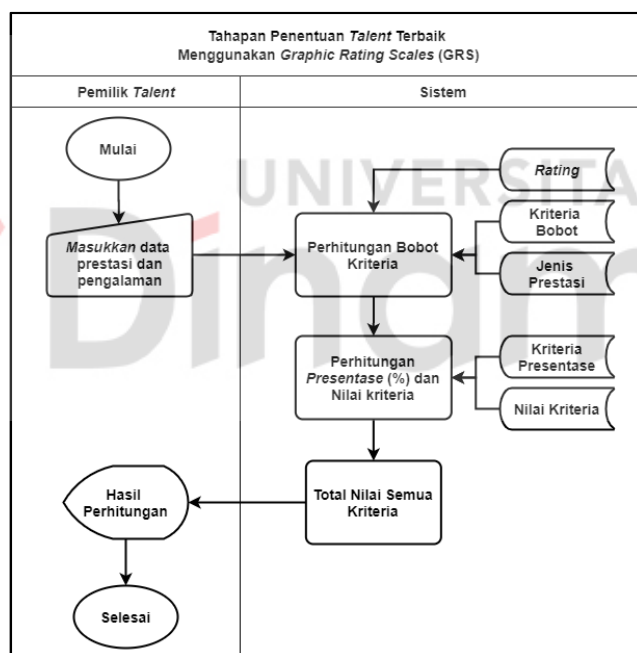 Tahapan Penentuan Talent Terbaik
Menggunakan Graphic Rating Scales (GRS)
Pemilik Talent
Sistem
Mulai
Masukkan data
prestasi dan
pengalaman
Rating
Kriteria
Bobot
Jenis
Prestasi
Perhitungan Bobot
Kriteria
Perhitungan
Presentase (%) dan
Nilai kriteria
Kriteria
Presentase
Nilai Kriteria
Total Nilai Semua
Kriteria
Hasil
Perhitungan
Selesai
UNIVERSITA
Dinam